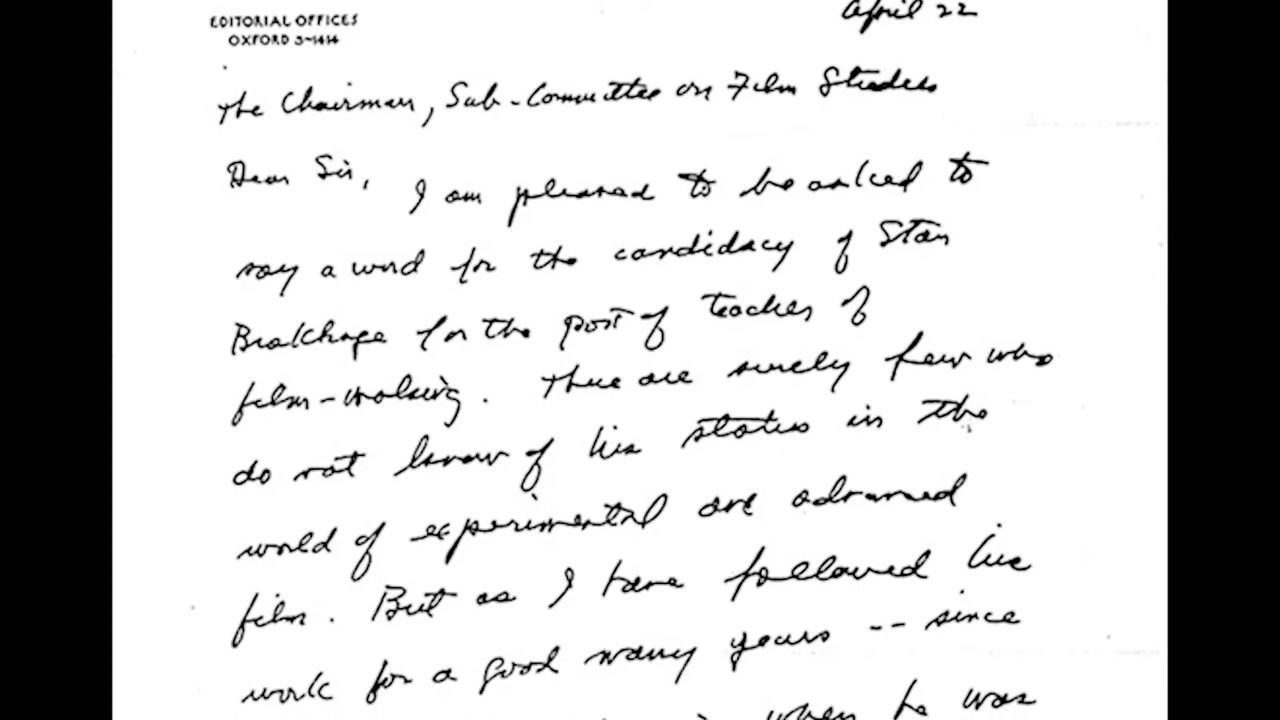 EDITORIAL OFFICES
OXFORD 5-1414
April 22
The Chairman, Sub-Committee on Film Studies
Dear Sir, I am pleased to be asked to
say a word for the candidacy of Stan
Brakhage for the post of teacher of
film-making. There are surely few who
do not know of his status in the
world of experimental and advanced
film. But as I have followed his
work for a good many years -- since
when he was